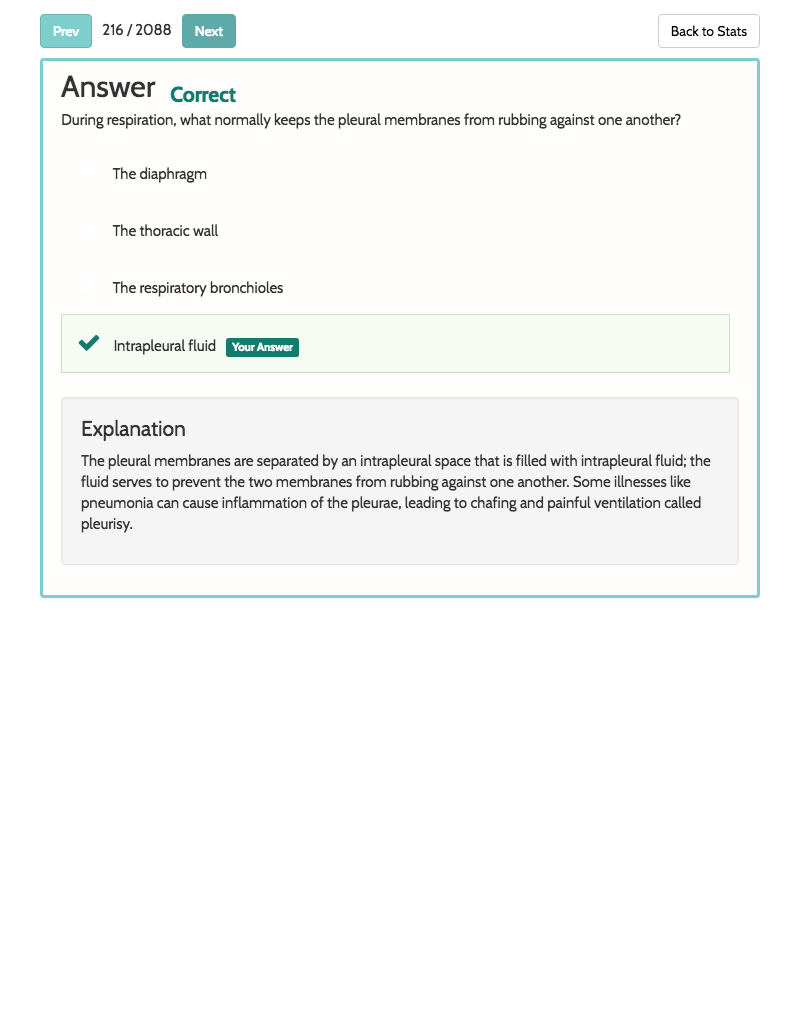 Prev 216 / 2088 Next Back to Stats
Answer Correct
During respiration, what normally keeps the pleural membranes from rubbing against one another?
The diaphragm
The thoracic wall
The respiratory bronchioles
Intrapleural fluid Your Answer
Explanation
The pleural membranes are separated by an intrapleural space that is filled with intrapleural fluid; the
fluid serves to prevent the two membranes from rubbing against one another. Some illnesses like
pneumonia can cause inflammation of the pleurae, leading to chafing and painful ventilation called
pleurisy.